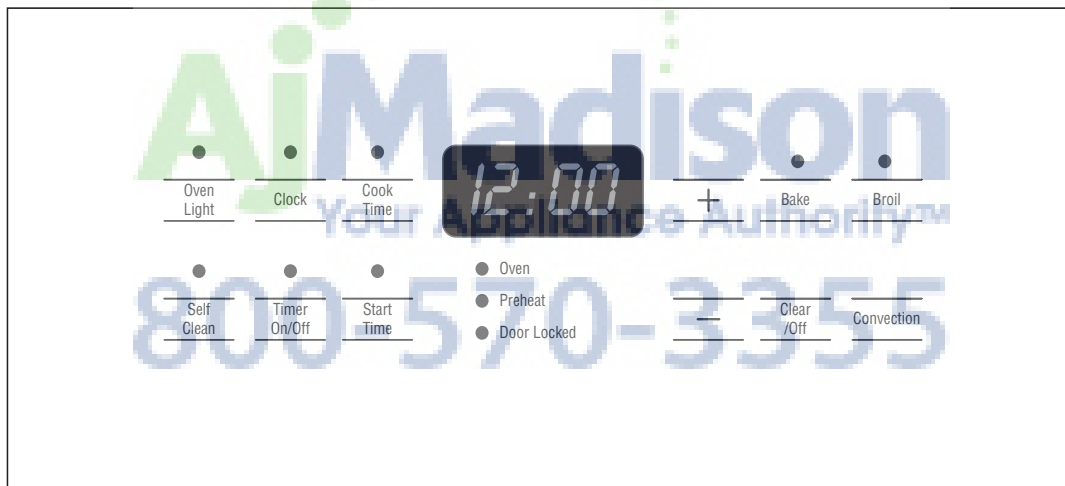 AjMadison
Your Appliance Authority™
800-570-3355
Oven
Light
Clock
Cook
Time
12:00
+
Bake
Broil
Self
Clean
Timer
On/Off
Start
Time
Oven
Preheat
Door Locked
−
Clear
/Off
Convection